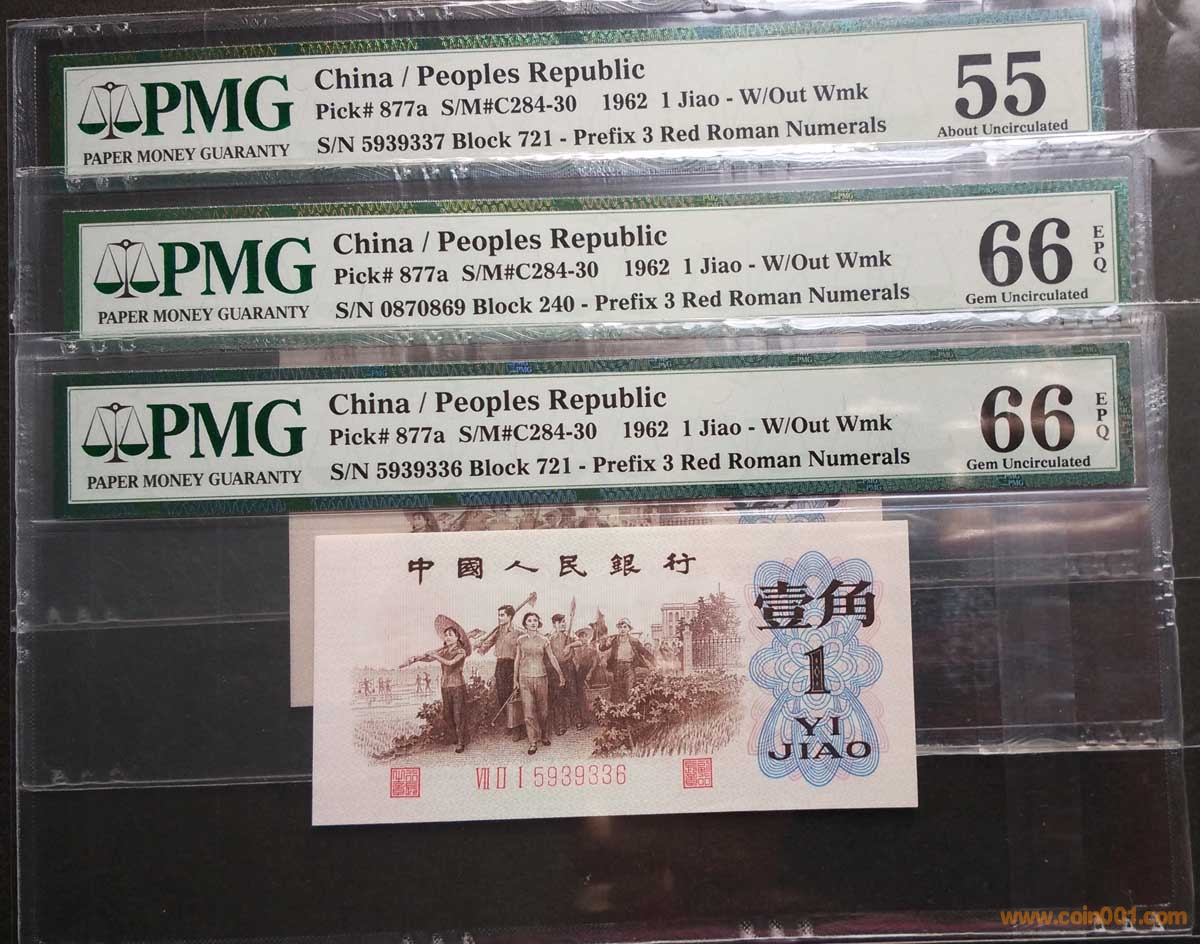 PMG
PAPER MONEY GUARANTY
China / Peoples Republic
Pick# 877a S/M#C284-30 1962 1 Jiao - W/Out Wmk
S/N 5939337 Block 721 - Prefix 3 Red Roman Numerals
55
About Uncirculated
PMG
PAPER MONEY GUARANTY
China / Peoples Republic
Pick# 877a S/M#C284-30 1962 1 Jiao - W/Out Wmk
S/N 0870869 Block 240 - Prefix 3 Red Roman Numerals
66
EPQ
Gem Uncirculated
PMG
PAPER MONEY GUARANTY
China / Peoples Republic
Pick# 877a S/M#C284-30 1962 1 Jiao - W/Out Wmk
S/N 5939336 Block 721 - Prefix 3 Red Roman Numerals
66
EPQ
Gem Uncirculated
中國人民銀行
壹角
1
YI
JIAO
VII II I 5939336
www.coin001.com